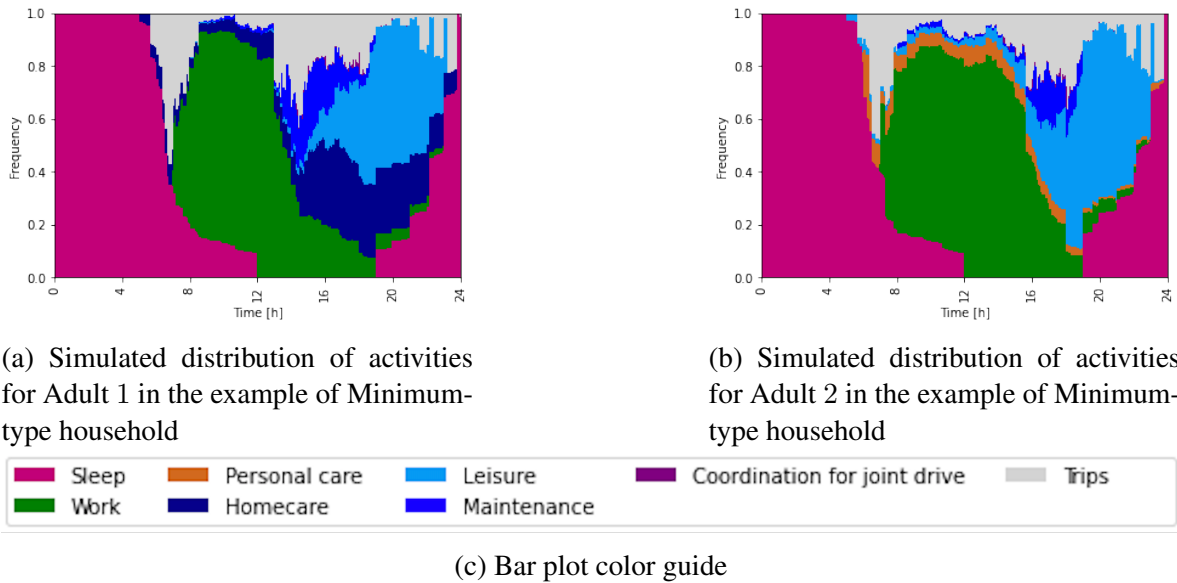 1.0
0.8
0.6
0.4
0.2
0.0
Frequency
0
4
8
12
16
20
24
Time [h]
1.0
0.8
0.6
0.4
0.2
0.0
Frequency
0
4
8
12
16
20
24
Time [h]
(a) Simulated distribution of activities
for Adult 1 in the example of Minimum-
type household
(b) Simulated distribution of activities
for Adult 2 in the example of Minimum-
type household
Sleep Personal care Leisure Coordination for joint drive Trips
Work Homecare Maintenance
(c) Bar plot color guide